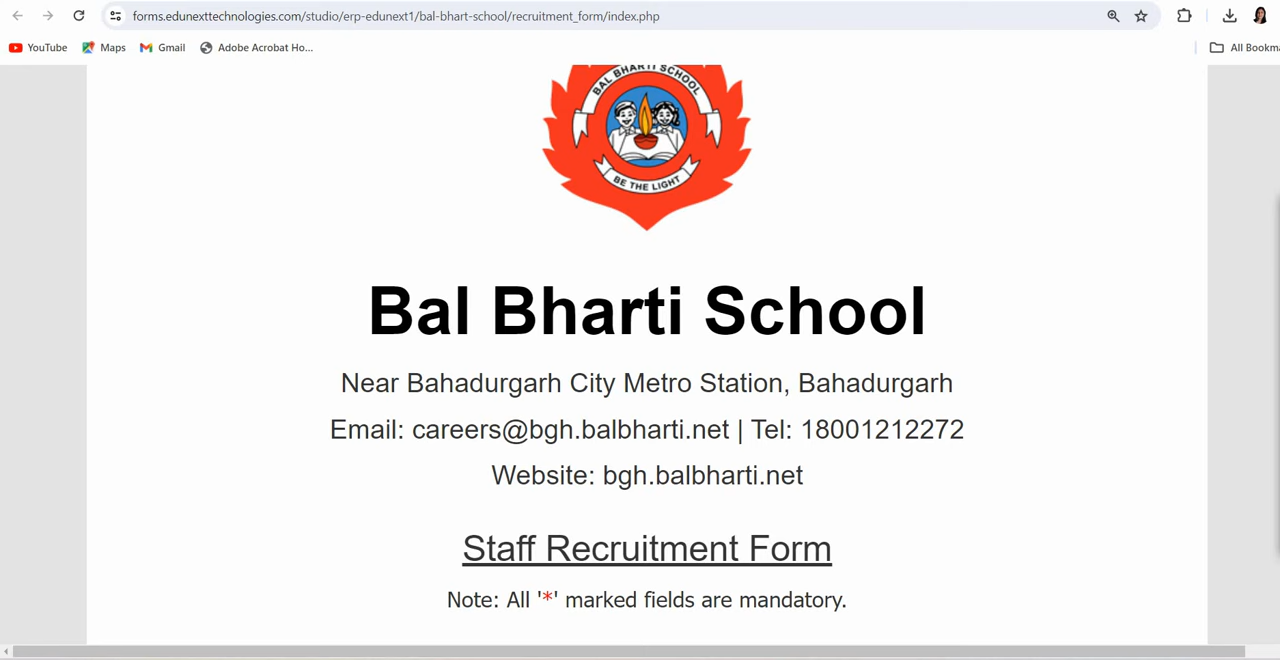 forms.edunexttechnologies.com/studio/erp-edunext1/bal-bhart-school/recruitment_form/index.php
YouTube Maps Gmail Adobe Acrobat Ho... All Bookma
BAL BHARTI SCHOOL
BE THE LIGHT
Bal Bharti School
Near Bahadurgarh City Metro Station, Bahadurgarh
Email: careers@bgh.balbharti.net | Tel: 18001212272
Website: bgh.balbharti.net
Staff Recruitment Form
Note: All '*' marked fields are mandatory.